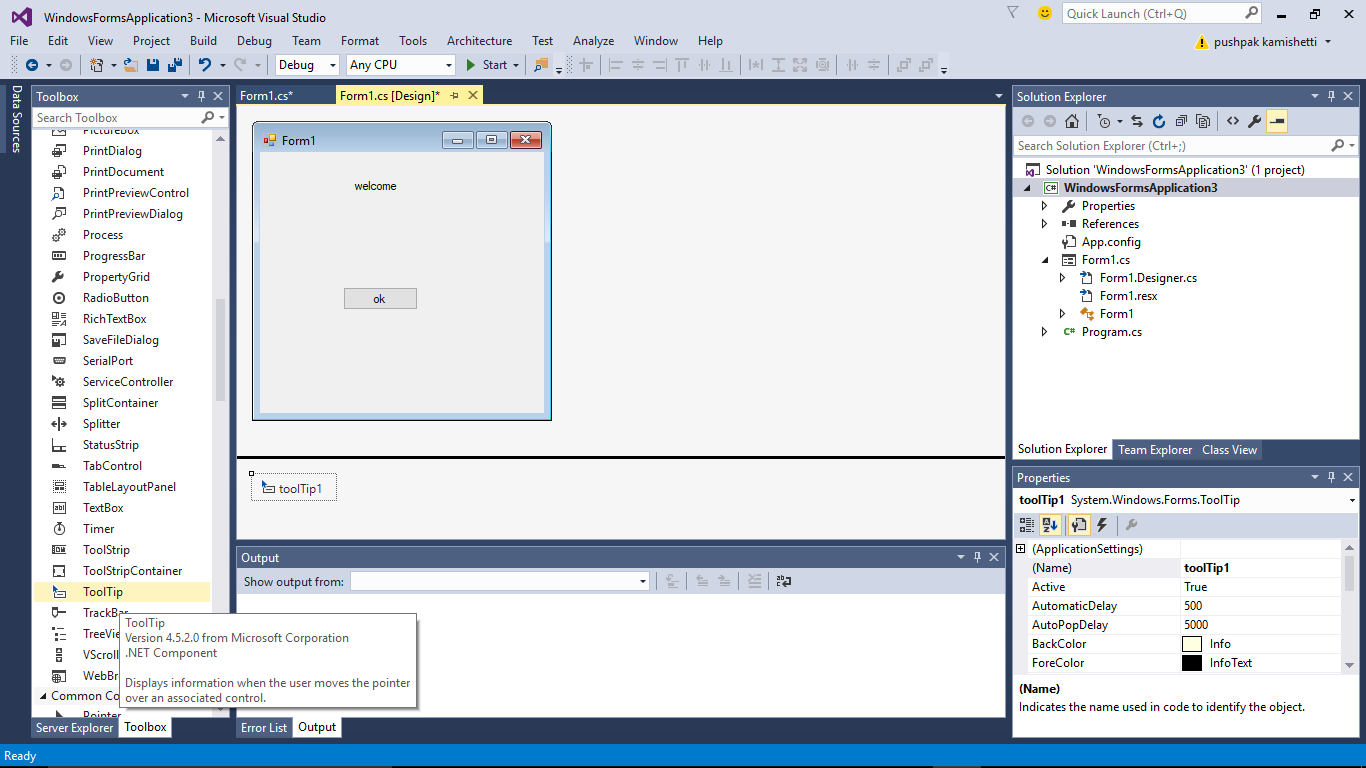 WindowsFormsApplication3 - Microsoft Visual Studio
Quick Launch (Ctrl+Q)
File Edit View Project Build Debug Team Format Tools Architecture Test Analyze Window Help
pushpak kamishetti
Debug Any CPU Start
Data Sources
Toolbox
Search Toolbox
PictureBox
PrintDialog
PrintDocument
PrintPreviewControl
PrintPreviewDialog
Process
ProgressBar
PropertyGrid
RadioButton
RichTextBox
SaveFileDialog
SerialPort
ServiceController
SplitContainer
Splitter
StatusStrip
TabControl
TableLayoutPanel
TextBox
Timer
ToolStrip
ToolStripContainer
ToolTip
TrackBar
TreeVie
VScroll
WebBr
Common Co
Pointer
ToolTip
Version 4.5.2.0 from Microsoft Corporation
.NET Component
Displays information when the user moves the pointer
over an associated control.
Server Explorer Toolbox
Form1.cs* Form1.cs [Design]*
Form1
welcome
ok
toolTip1
Output
Show output from:
Error List Output
Solution Explorer
Search Solution Explorer (Ctrl+;)
Solution 'WindowsFormsApplication3' (1 project)
WindowsFormsApplication3
Properties
References
App.config
Form1.cs
Form1.Designer.cs
Form1.resx
Form1
Program.cs
Solution Explorer Team Explorer Class View
Properties
toolTip1 System.Windows.Forms.ToolTip
(ApplicationSettings)
(Name) toolTip1
Active True
AutomaticDelay 500
AutoPopDelay 5000
BackColor Info
ForeColor InfoText
(Name)
Indicates the name used in code to identify the object.
Ready